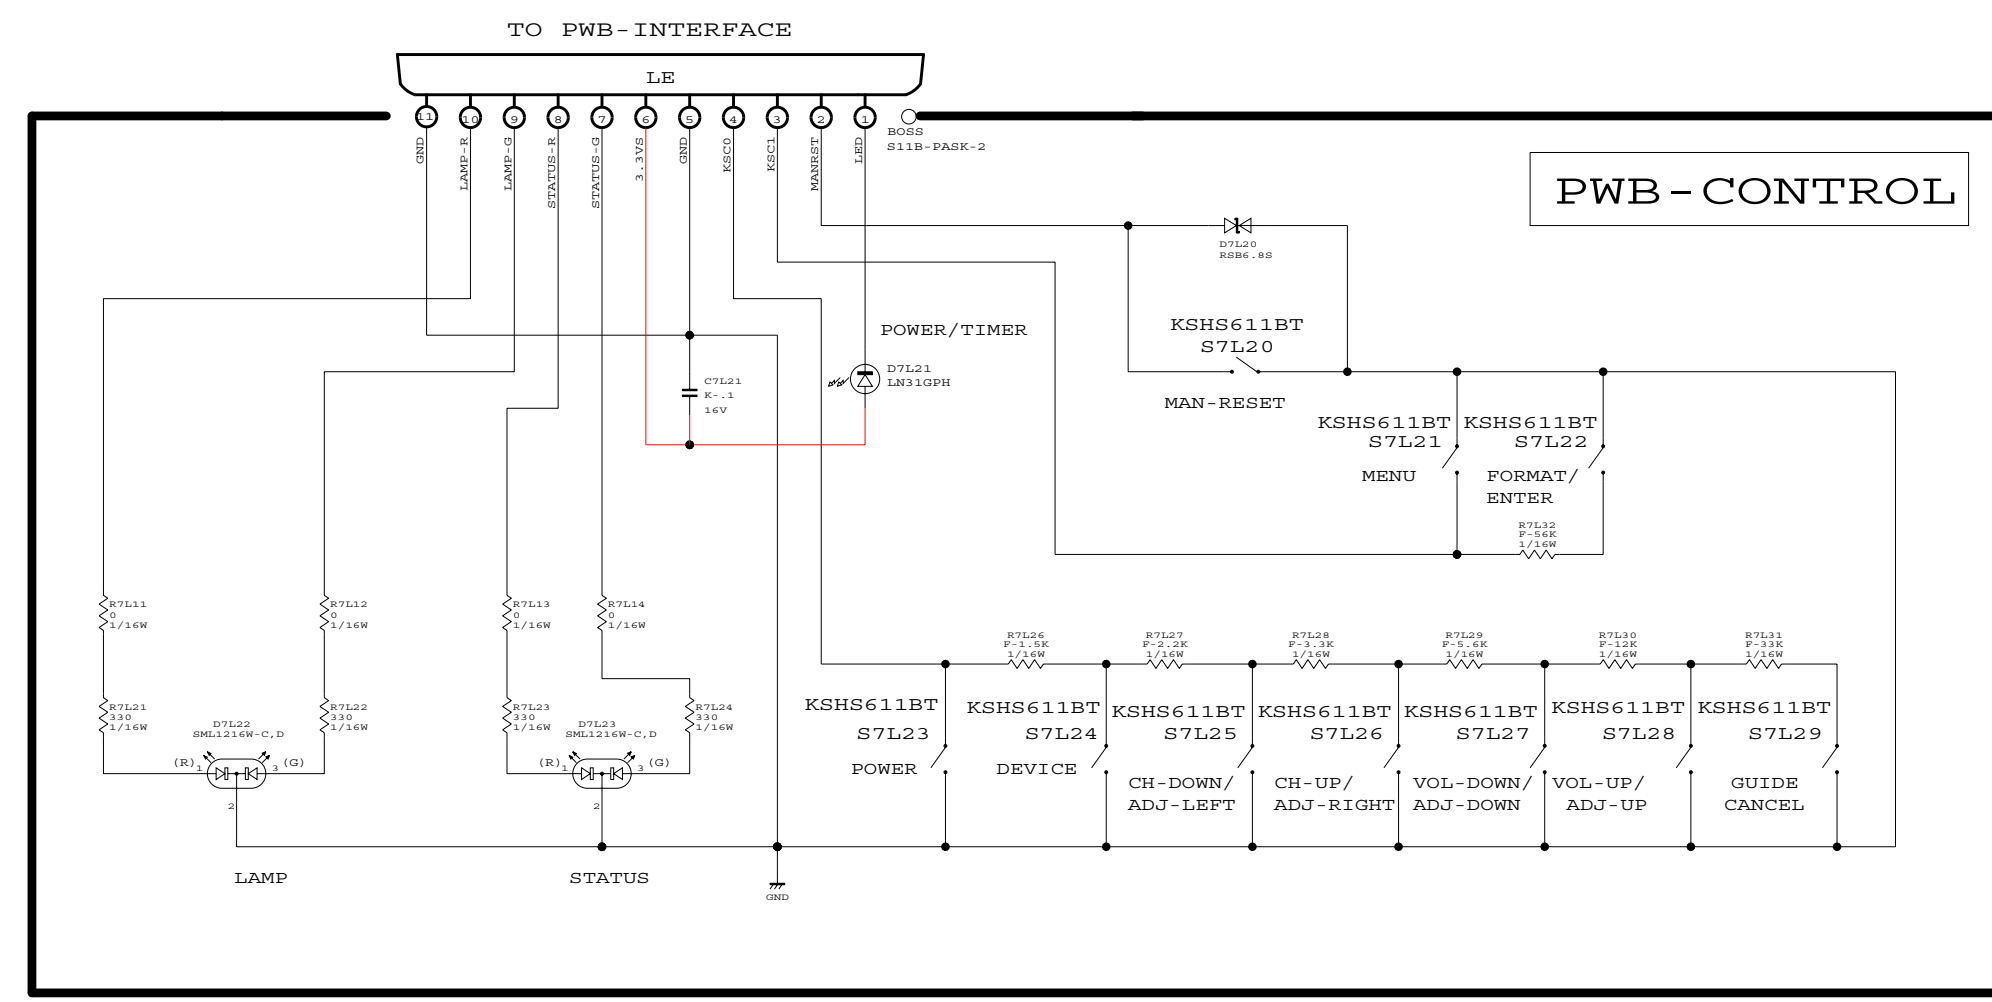 TO PWB-INTERFACE
LE
11
10
9
8
7
6
5
4
3
2
1
BOSS
S11B-PASK-2
GND
LAMP-R
LAMP-G
STATUS-R
STATUS-G
3.3VS
GND
KSC0
KSC1
MANRST
LED
PWB-CONTROL
D7L20
RSB6.8S
POWER/TIMER
D7L21
LN31GPH
C7L21
K-.1
16V
KSHS611BT
S7L20
MAN-RESET
KSHS611BT
S7L21
MENU
KSHS611BT
S7L22
FORMAT/
ENTER
R7L32
F-56K
1/16W
R7L11
0
1/16W
R7L12
0
1/16W
R7L13
0
1/16W
R7L14
0
1/16W
R7L26
F-1.5K
1/16W
R7L27
F-2.2K
1/16W
R7L28
F-3.3K
1/16W
R7L29
F-5.6K
1/16W
R7L30
F-12K
1/16W
R7L31
F-33K
1/16W
R7L21
330
1/16W
D7L22
SML1216W-C,D
(R)
1
3
(G)
2
R7L22
330
1/16W
R7L23
330
1/16W
D7L23
SML1216W-C,D
(R)
1
3
(G)
2
R7L24
330
1/16W
KSHS611BT
S7L23
POWER
KSHS611BT
S7L24
DEVICE
KSHS611BT
S7L25
CH-DOWN/
ADJ-LEFT
KSHS611BT
S7L26
CH-UP/
ADJ-RIGHT
KSHS611BT
S7L27
VOL-DOWN/
ADJ-DOWN
KSHS611BT
S7L28
VOL-UP/
ADJ-UP
KSHS611BT
S7L29
GUIDE
CANCEL
LAMP
STATUS
GND